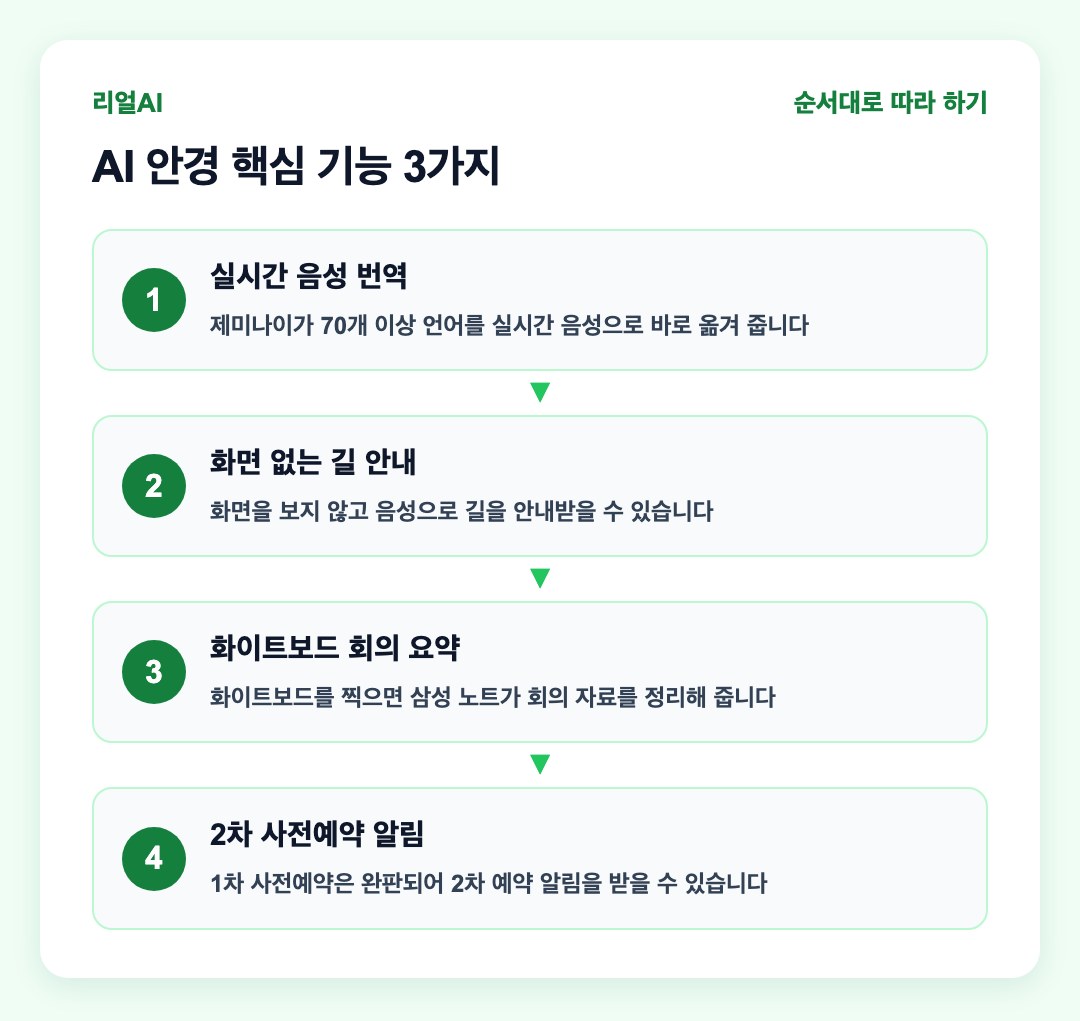 리얼AI
순서대로 따라 하기
AI 안경 핵심 기능 3가지
1
실시간 음성 번역
제미나이가 70개 이상 언어를 실시간 음성으로 바로 옮겨 줍니다
▼
2
화면 없는 길 안내
화면을 보지 않고 음성으로 길을 안내받을 수 있습니다
▼
3
화이트보드 회의 요약
화이트보드를 찍으면 삼성 노트가 회의 자료를 정리해 줍니다
▼
4
2차 사전예약 알림
1차 사전예약은 완판되어 2차 예약 알림을 받을 수 있습니다